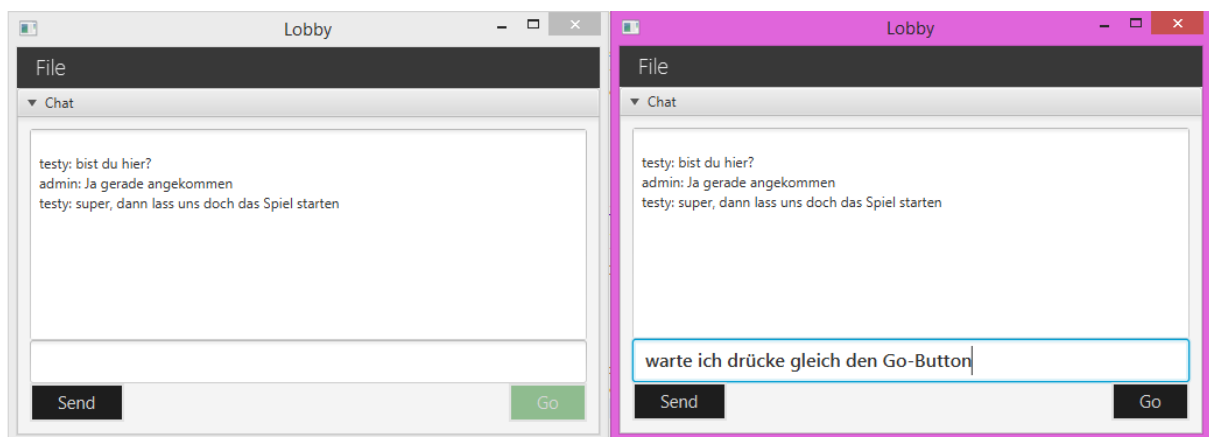 Lobby
File
Chat
testy: bist du hier?
admin: Ja gerade angekommen
testy: super, dann lass uns doch das Spiel starten
Send
Go
Lobby
File
Chat
testy: bist du hier?
admin: Ja gerade angekommen
testy: super, dann lass uns doch das Spiel starten
warte ich drücke gleich den Go-Button
Send
Go